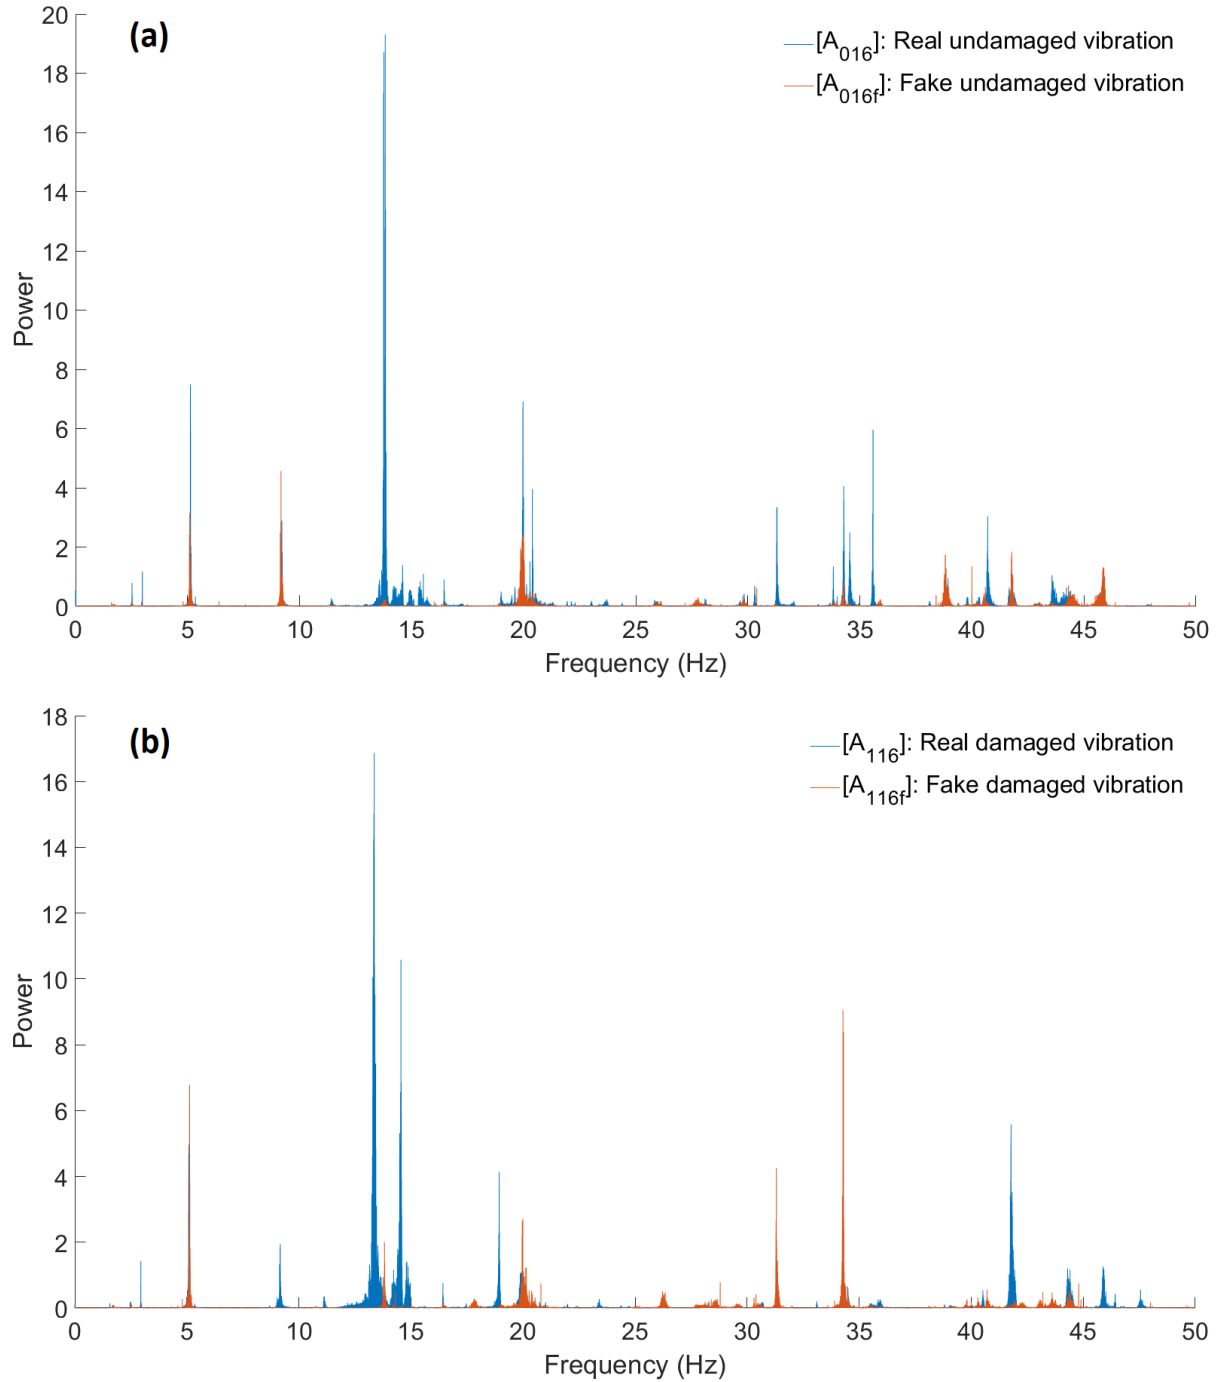 (a)
[A016]: Real undamaged vibration
[A016f]: Fake undamaged vibration
20
18
16
14
12
10
8
6
4
2
0
Power
0 5 10 15 20 25 30 35 40 45 50
Frequency (Hz)
(b)
[A116]: Real damaged vibration
[A116f]: Fake damaged vibration
18
16
14
12
10
8
6
4
2
0
Power
0 5 10 15 20 25 30 35 40 45 50
Frequency (Hz)